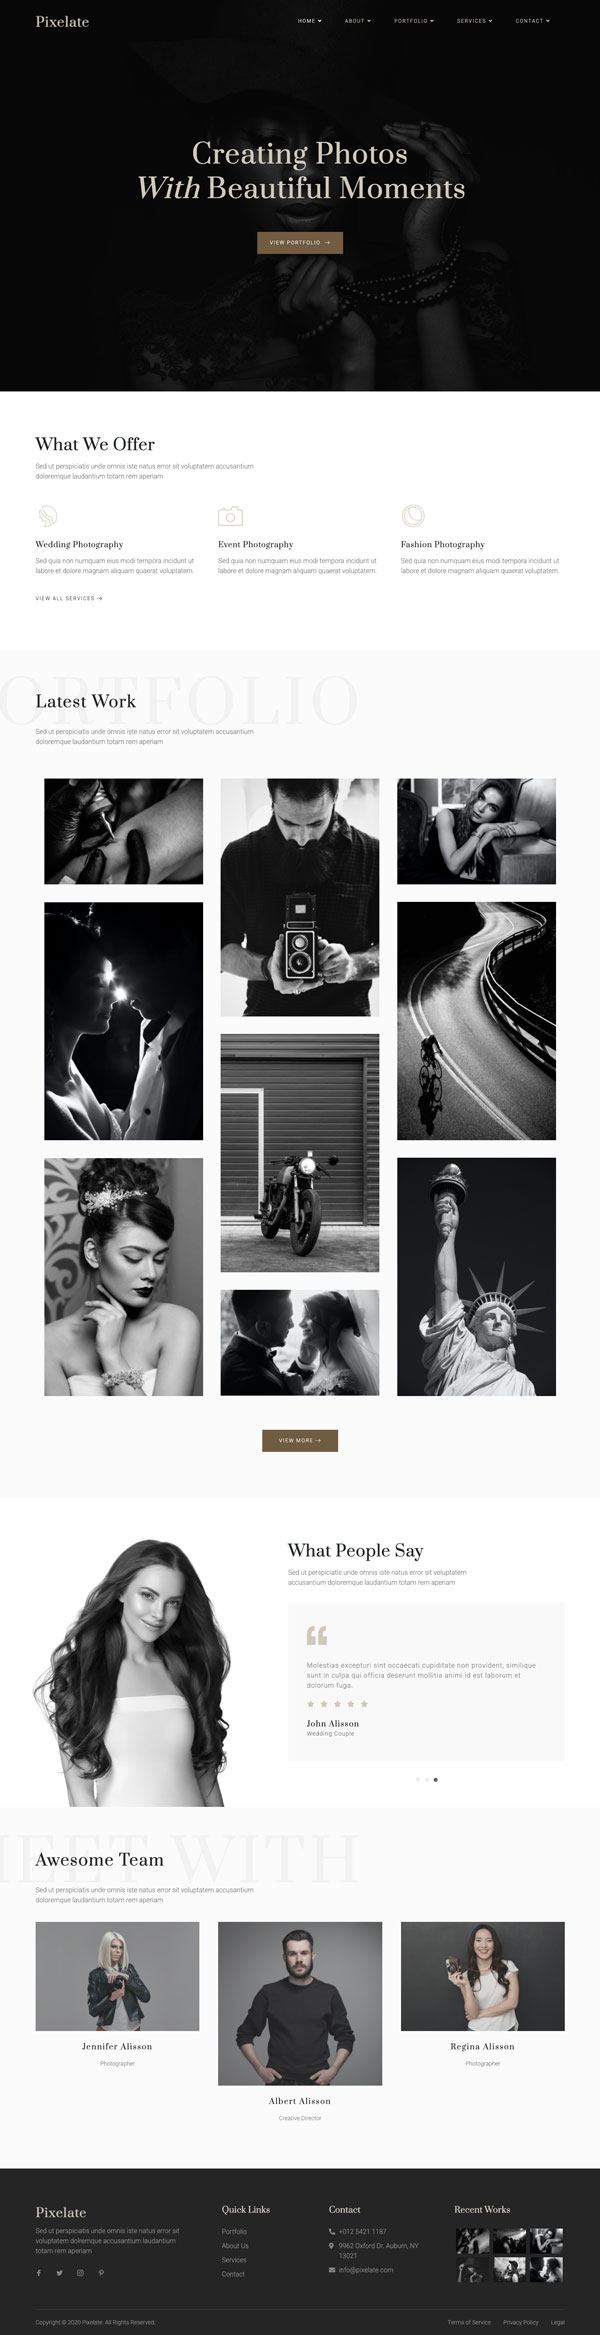 Pixelate
HOME ABOUT PORTFOLIO SERVICES CONTACT
Creating Photos
With Beautiful Moments
VIEW PORTFOLIO
What We Offer
Sed ut perspiciatis unde omnis iste natus error sit voluptatem accusantium
doloremque laudantium totam rem aperiam
Wedding Photography
Sed quia non numquam eius modi tempora incidunt ut
labore et dolore magnam aliquam quaerat voluptatem.
Event Photography
Sed quia non numquam eius modi tempora incidunt ut
labore et dolore magnam aliquam quaerat voluptatem.
Fashion Photography
Sed quia non numquam eius modi tempora incidunt ut
labore et dolore magnam aliquam quaerat voluptatem.
VIEW ALL SERVICES
ORTFOLIO
Latest Work
Sed ut perspiciatis unde omnis iste natus error sit voluptatem accusantium
doloremque laudantium totam rem aperiam
VIEW MORE
What People Say
Sed ut perspiciatis unde omnis iste natus error sit voluptatem
accusantium doloremque laudantium totam rem aperiam
Molestias excepturi sint occaecati cupiditate non provident, similique
sunt in culpa qui officia deserunt mollitia animi id est laborum et
dolorum fuga.
John Alisson
Wedding Couple
EET WITH
Awesome Team
Sed ut perspiciatis unde omnis iste natus error sit voluptatem accusantium
doloremque laudantium totam rem aperiam
Jennifer Alisson
Photographer
Albert Alisson
Creative Director
Regina Alisson
Photographer
Pixelate
Sed ut perspiciatis unde omnis iste natus error sit
voluptatem dolremque laudantium accusantium
totam rem aperiam
Quick Links
Portfolio
About Us
Services
Contact
Contact
+012 5421 1187
9962 Oxford Dr. Auburn, NY
13021
info@pixelate.com
Recent Works
Copyright © 2020 Pixelate. All Rights Reserved.
Terms of Service Privacy Policy Legal